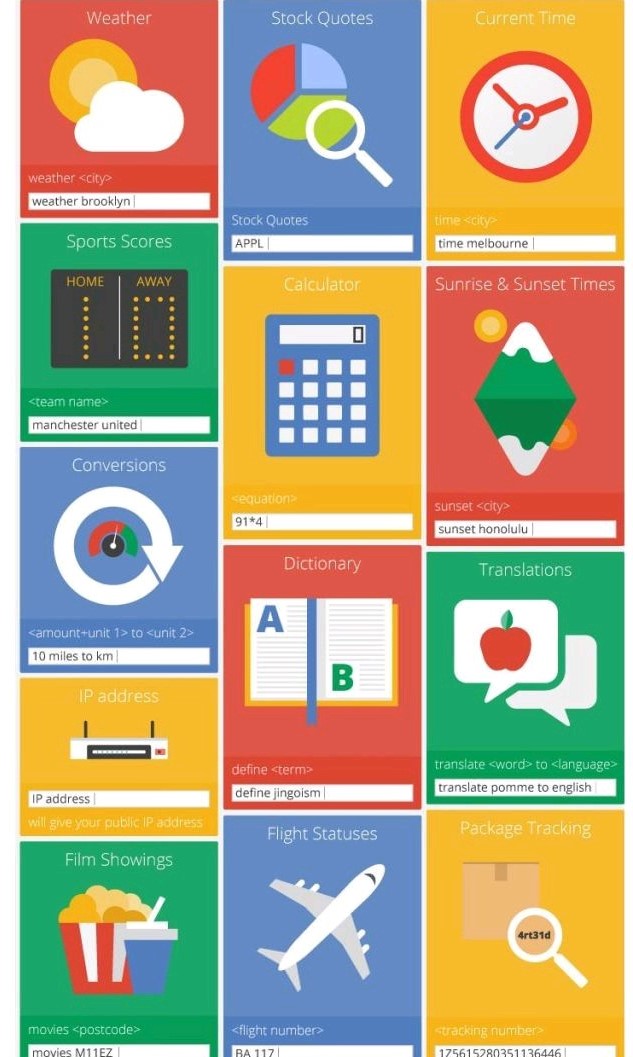 Weather
weather <city>
weather brooklyn
Sports Scores
HOME AWAY
1 0
<team name>
manchester united
Conversions
<amount+unit 1> to <unit 2>
10 miles to km
IP address
IP address
will give your public IP address
Film Showings
movies <postcode>
movies M11EZ
Stock Quotes
Stock Quotes
APPL
Calculator
0
<equation>
91*4
Dictionary
A
B
define <term>
define jingoism
Flight Statuses
<flight number>
BA 117
Current Time
time <city>
time melbourne
Sunrise & Sunset Times
sunset <city>
sunset honolulu
Translations
translate <word> to <language>
translate pomme to english
Package Tracking
4rt31d
<tracking number>
175615280351136446